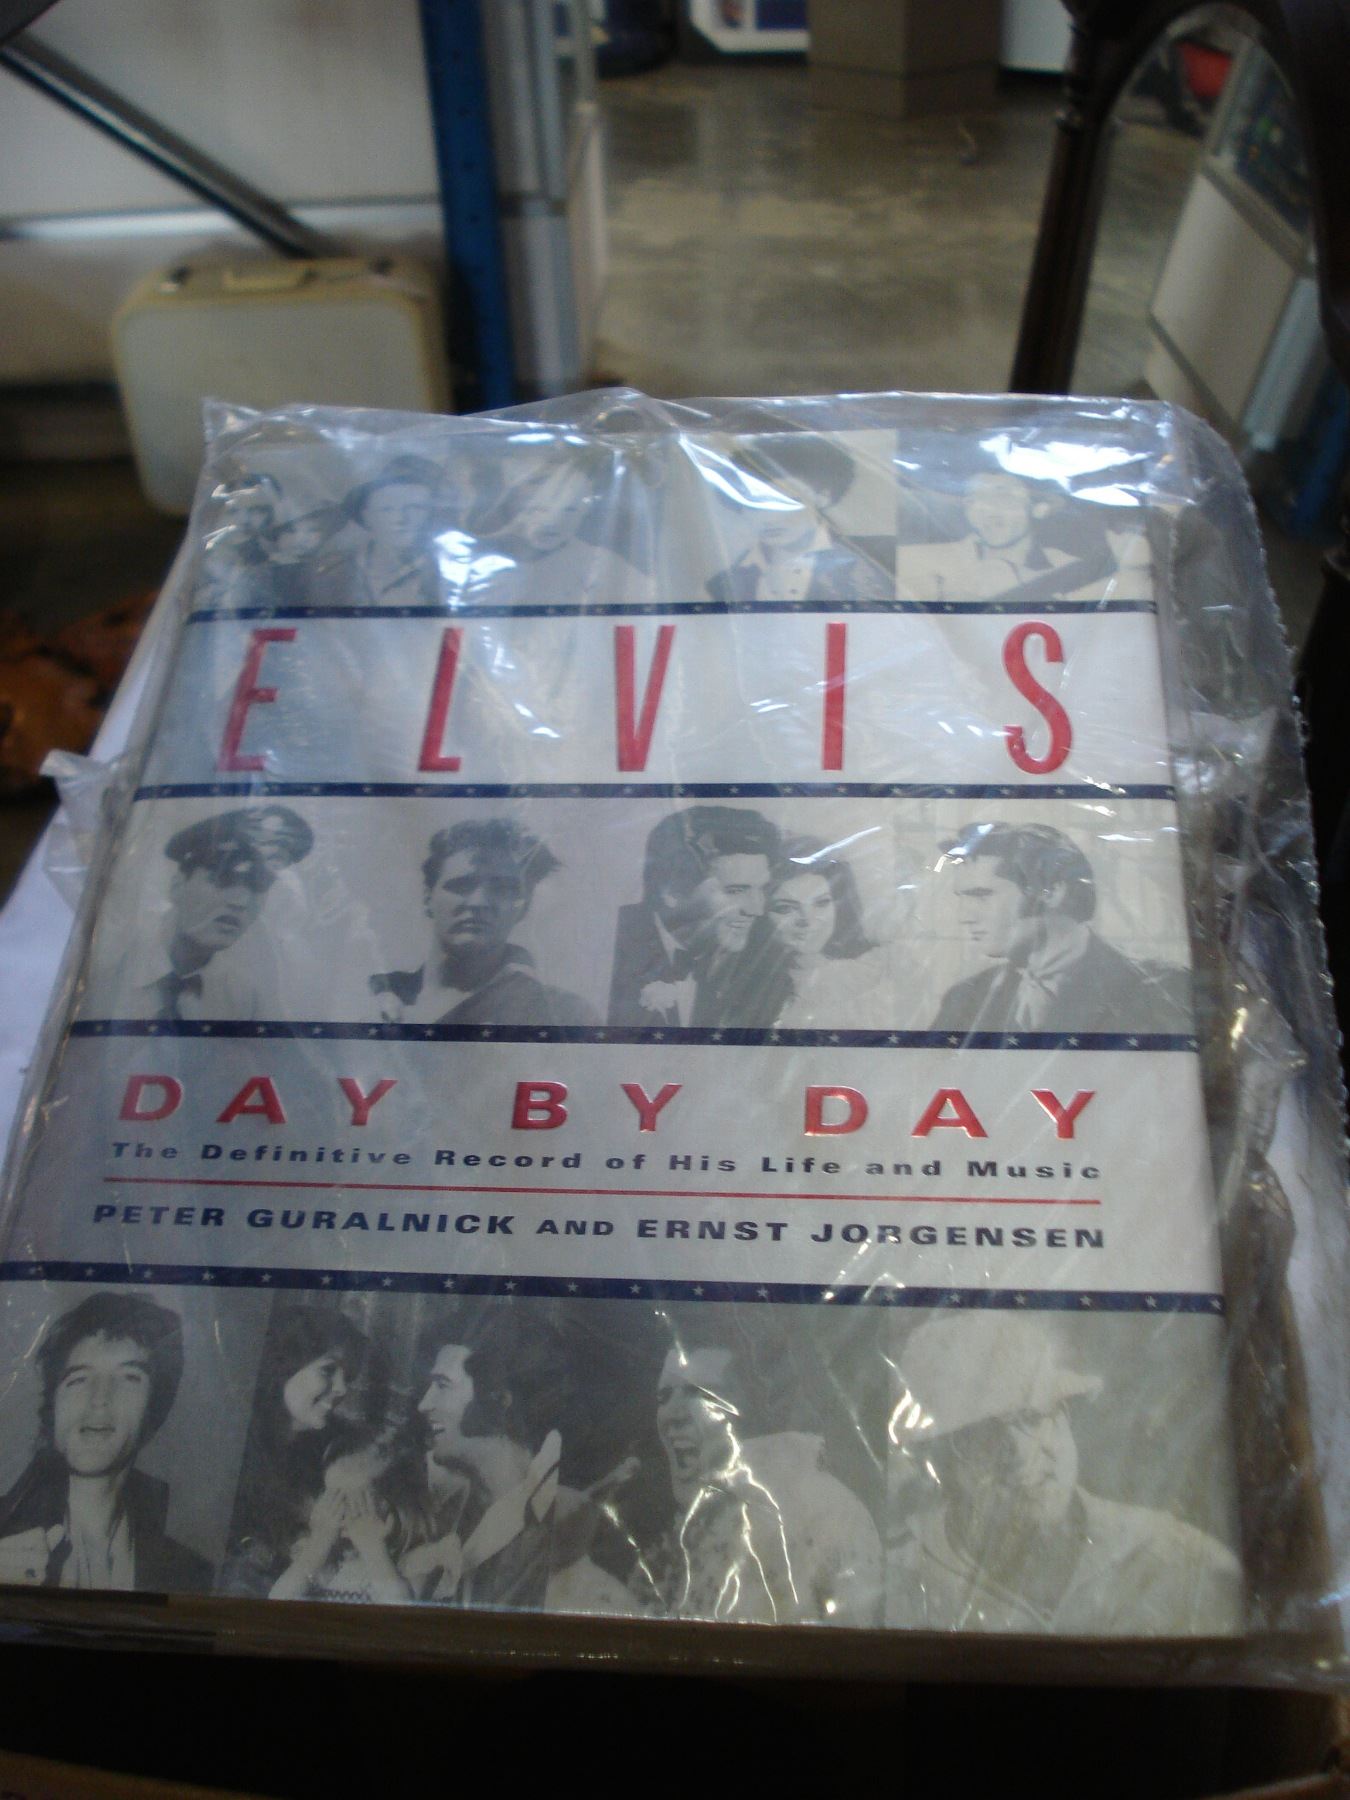 ELVIS
DAY BY DAY
The Definitive Record of His Life and Music
PETER GURALNICK AND ERNST JORGENSEN